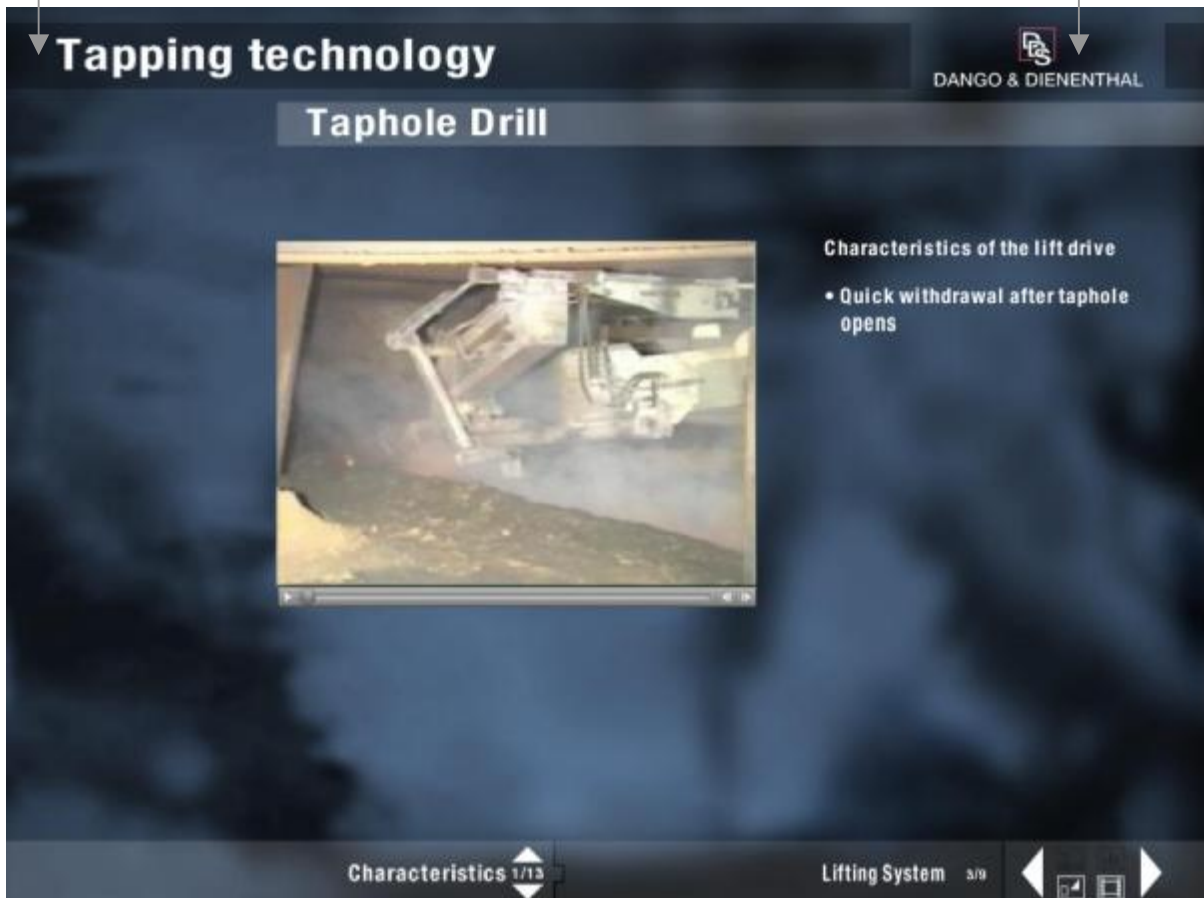 Tapping technology
DDS
DANGO & DIENENTHAL
Taphole Drill
Characteristics of the lift drive
• Quick withdrawal after taphole
opens
Characteristics 1/13
Lifting System 3/9